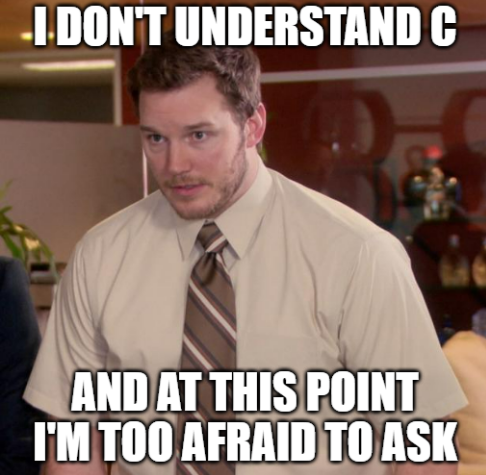 I DON'T UNDERSTAND C
AND AT THIS POINT
I'M TOO AFRAID TO ASK